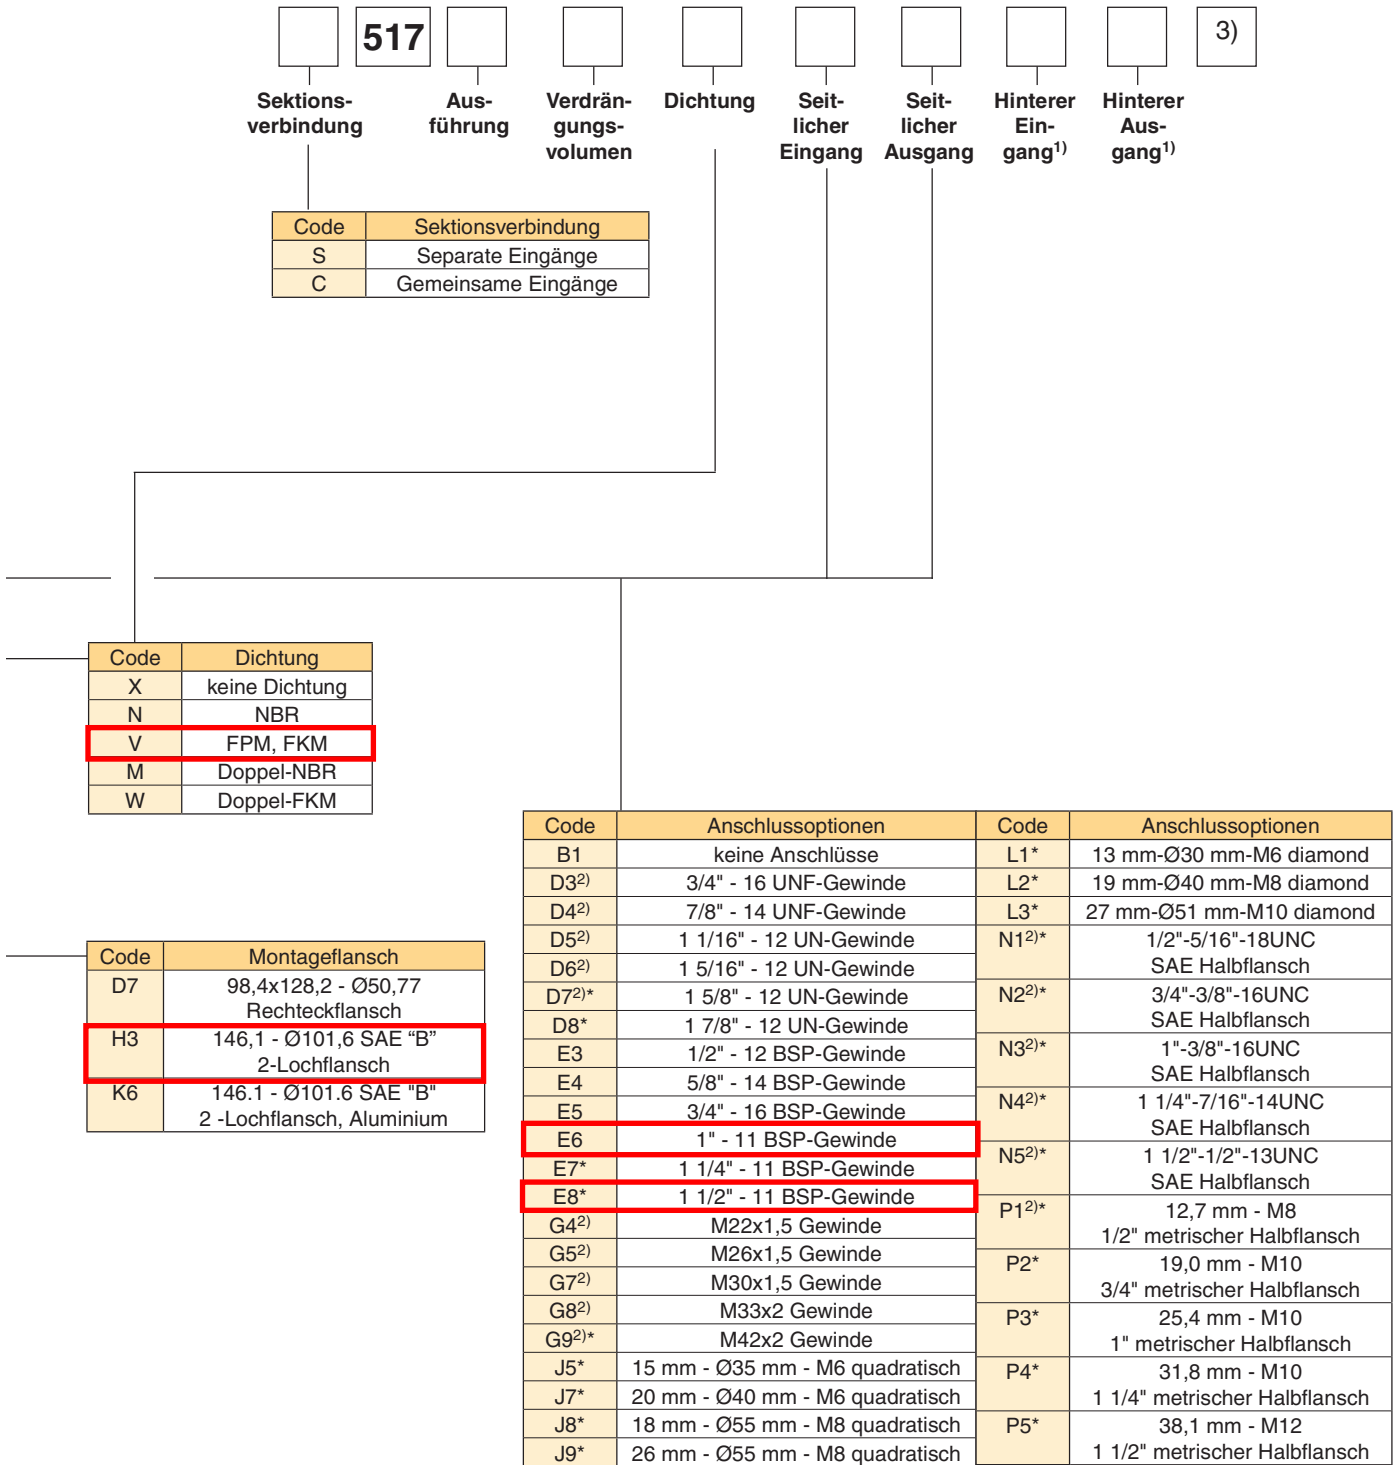 517
3)
Sektions-
verbindung
Aus-
führung
Verdrän-
gungs-
volumen
Dichtung
Seit-
licher
Eingang
Seit-
licher
Ausgang
Hinterer
Ein-
gang1)
Hinterer
Aus-
gang1)
Code Sektionsverbindung
S Separate Eingänge
C Gemeinsame Eingänge
Code Dichtung
X keine Dichtung
N NBR
V FPM, FKM
M Doppel-NBR
W Doppel-FKM
Code Montageflansch
D7 98,4x128,2 - Ø50,77
Rechteckflansch
H3 146,1 - Ø101,6 SAE “B”
2-Lochflansch
K6 146.1 - Ø101.6 SAE "B"
2 -Lochflansch, Aluminium
Code Anschlussoptionen
B1 keine Anschlüsse
D32) 3/4" - 16 UNF-Gewinde
D42) 7/8" - 14 UNF-Gewinde
D52) 1 1/16" - 12 UN-Gewinde
D62) 1 5/16" - 12 UN-Gewinde
D72)* 1 5/8" - 12 UN-Gewinde
D8* 1 7/8" - 12 UN-Gewinde
E3 1/2" - 12 BSP-Gewinde
E4 5/8" - 14 BSP-Gewinde
E5 3/4" - 16 BSP-Gewinde
E6 1" - 11 BSP-Gewinde
E7* 1 1/4" - 11 BSP-Gewinde
E8* 1 1/2" - 11 BSP-Gewinde
G42) M22x1,5 Gewinde
G52) M26x1,5 Gewinde
G72) M30x1,5 Gewinde
G82) M33x2 Gewinde
G92)* M42x2 Gewinde
J5* 15 mm - Ø35 mm - M6 quadratisch
J7* 20 mm - Ø40 mm - M6 quadratisch
J8* 18 mm - Ø55 mm - M8 quadratisch
J9* 26 mm - Ø55 mm - M8 quadratisch
Code Anschlussoptionen
L1* 13 mm-Ø30 mm-M6 diamond
L2* 19 mm-Ø40 mm-M8 diamond
L3* 27 mm-Ø51 mm-M10 diamond
N12)* 1/2"-5/16"-18UNC
SAE Halbflansch
N22)* 3/4"-3/8"-16UNC
SAE Halbflansch
N32)* 1"-3/8"-16UNC
SAE Halbflansch
N42)* 1 1/4"-7/16"-14UNC
SAE Halbflansch
N52)* 1 1/2"-1/2"-13UNC
SAE Halbflansch
P12)* 12,7 mm - M8
1/2" metrischer Halbflansch
P2* 19,0 mm - M10
3/4" metrischer Halbflansch
P3* 25,4 mm - M10
1" metrischer Halbflansch
P4* 31,8 mm - M10
1 1/4" metrischer Halbflansch
P5* 38,1 mm - M12
1 1/2" metrischer Halbflansch